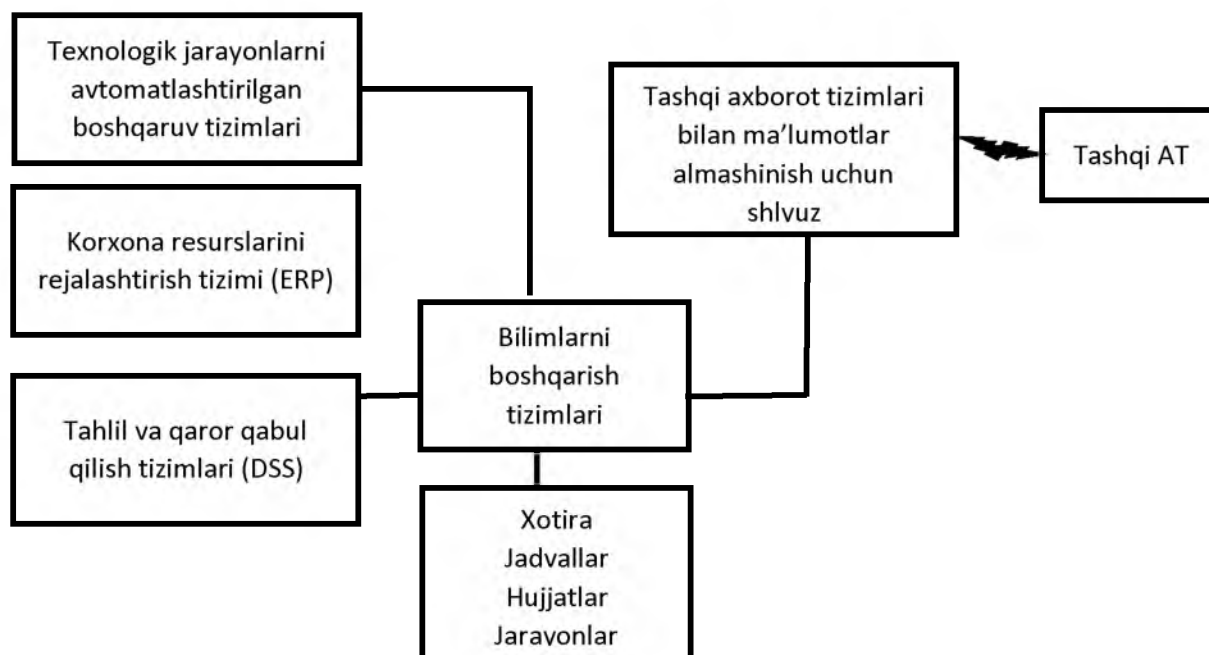 Texnologik jarayonlarni
avtomatlashtirilgan
boshqaruv tizimlari
Tashqi axborot tizimlari
bilan ma’lumotlar
almashinish uchun
shlvuz
Tashqi AT
Korxona resurslarini
rejalashtirish tizimi (ERP)
Bilimlarni
boshqarish
tizimlari
Tahlil va qaror qabul
qilish tizimlari (DSS)
Xotira
Jadvallar
Hujjatlar
Jarayonlar